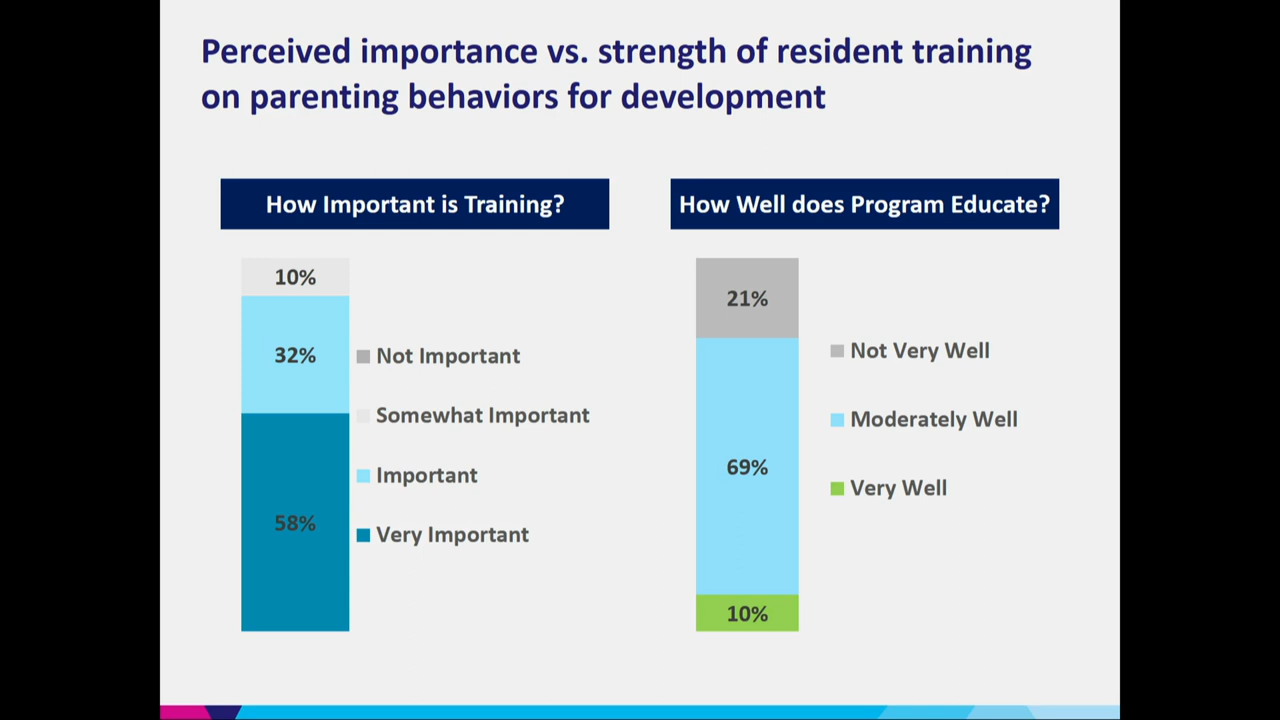 Perceived importance vs. strength of resident training
on parenting behaviors for development
How Important is Training?
10%
32%
58%
Not Important
Somewhat Important
Important
Very Important
How Well does Program Educate?
21%
69%
10%
Not Very Well
Moderately Well
Very Well